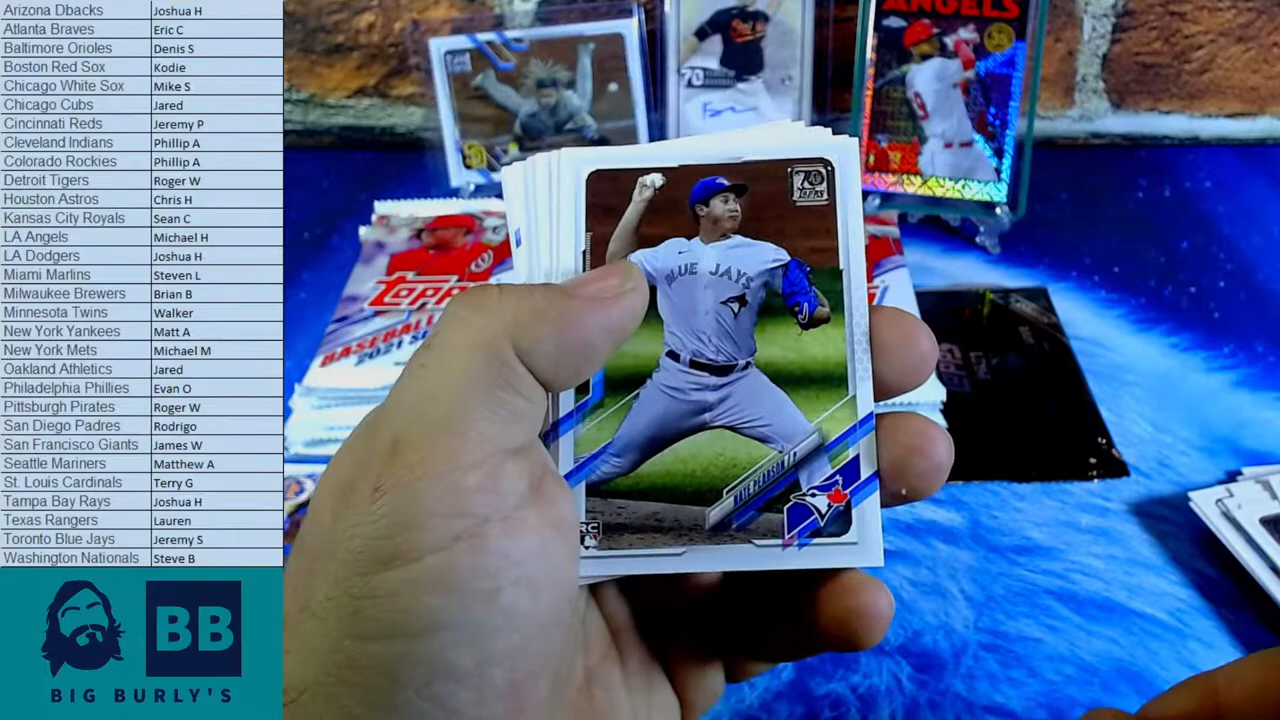 Arizona Dbacks Joshua H
Atlanta Braves Eric C
Baltimore Orioles Denis S
Boston Red Sox Kodie
Chicago White Sox Mike S
Chicago Cubs Jared
Cincinnati Reds Jeremy P
Cleveland Indians Phillip A
Colorado Rockies Phillip A
Detroit Tigers Roger W
Houston Astros Chris H
Kansas City Royals Sean C
LA Angels Michael H
LA Dodgers Joshua H
Miami Marlins Steven L
Milwaukee Brewers Brian B
Minnesota Twins Walker
New York Yankees Matt A
New York Mets Michael M
Oakland Athletics Jared
Philadelphia Phillies Evan O
Pittsburgh Pirates Roger W
San Diego Padres Rodrigo
San Francisco Giants James W
Seattle Mariners Matthew A
St. Louis Cardinals Terry G
Tampa Bay Rays Joshua H
Texas Rangers Lauren
Toronto Blue Jays Jeremy S
Washington Nationals Steve B
BB
BIG BURLY'S
ANGELS
70
70
TOPPS
BLUE JAYS
NATE PEARSON / P
RC
topps
BASEBALL
2021